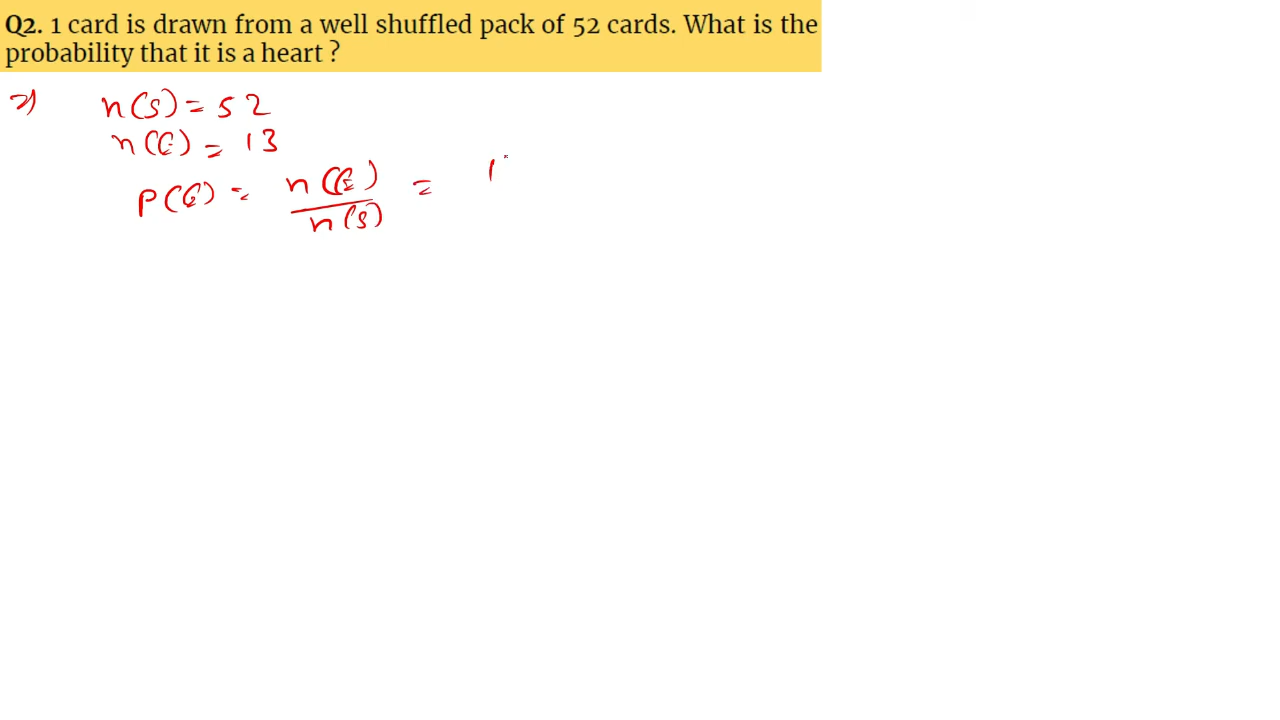 Q2. 1 card is drawn from a well shuffled pack of 52 cards. What is the
probability that it is a heart ?
⇒) n(S) = 52
n(E) = 13
P(E) = n(E)/n(S) = 1